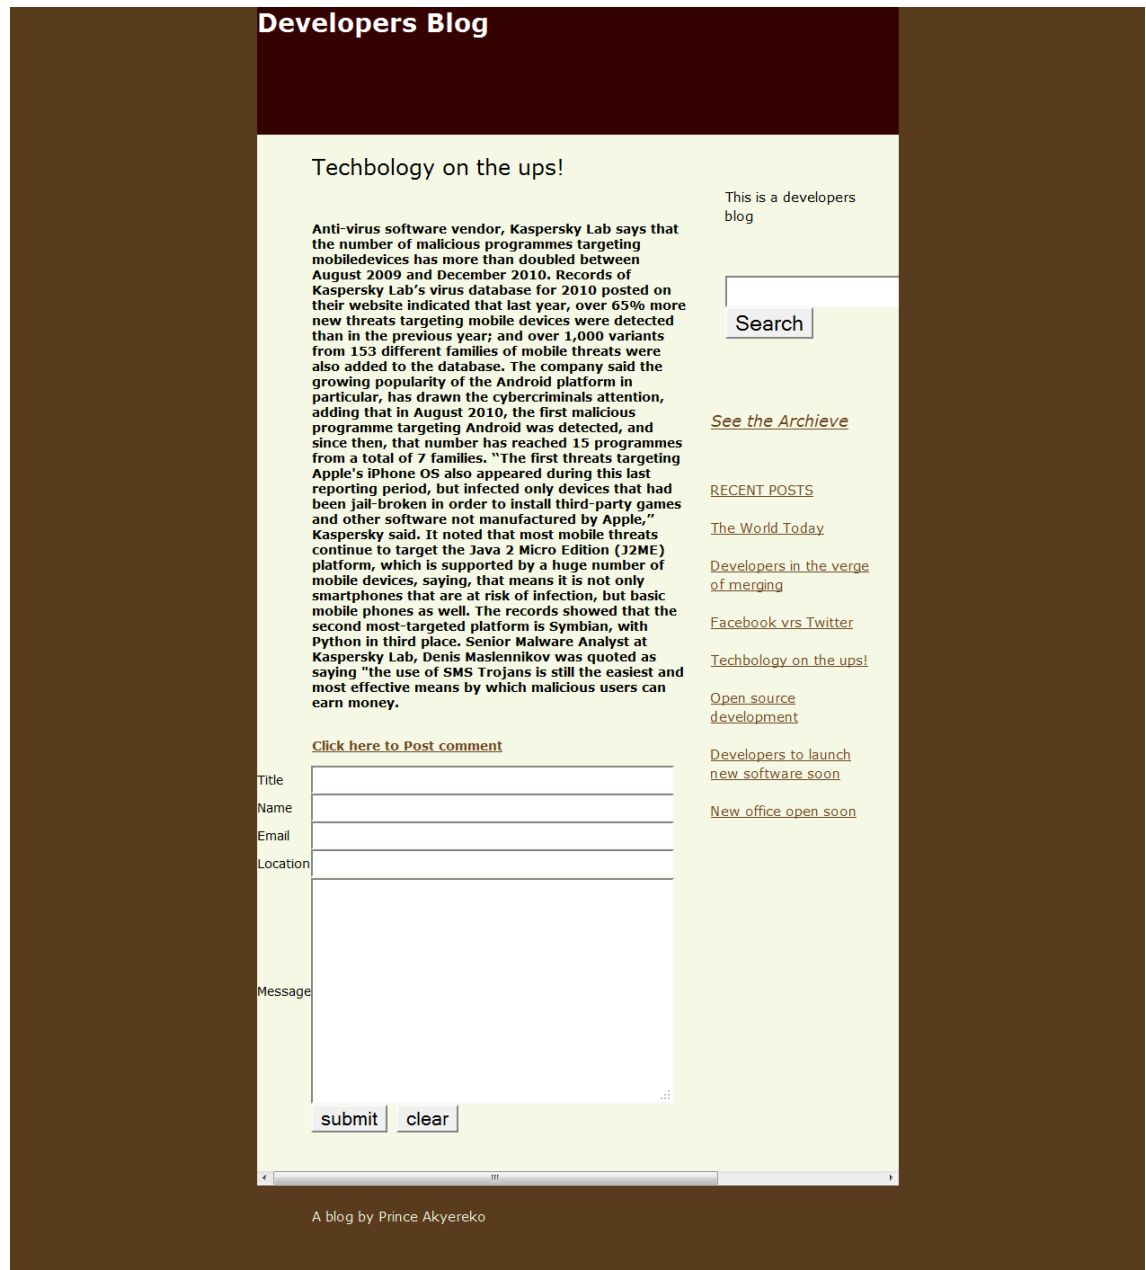 Developers Blog
Techbology on the ups!
Anti-virus software vendor, Kaspersky Lab says that
the number of malicious programmes targeting
mobiledevices has more than doubled between
August 2009 and December 2010. Records of
Kaspersky Lab’s virus database for 2010 posted on
their website indicated that last year, over 65% more
new threats targeting mobile devices were detected
than in the previous year; and over 1,000 variants
from 153 different families of mobile threats were
also added to the database. The company said the
growing popularity of the Android platform in
particular, has drawn the cybercriminals attention,
adding that in August 2010, the first malicious
programme targeting Android was detected, and
since then, that number has reached 15 programmes
from a total of 7 families. “The first threats targeting
Apple's iPhone OS also appeared during this last
reporting period, but infected only devices that had
been jail-broken in order to install third-party games
and other software not manufactured by Apple,”
Kaspersky said. It noted that most mobile threats
continue to target the Java 2 Micro Edition (J2ME)
platform, which is supported by a huge number of
mobile devices, saying, that means it is not only
smartphones that are at risk of infection, but basic
mobile phones as well. The records showed that the
second most-targeted platform is Symbian, with
Python in third place. Senior Malware Analyst at
Kaspersky Lab, Denis Maslennikov was quoted as
saying "the use of SMS Trojans is still the easiest and
most effective means by which malicious users can
earn money.
Click here to Post comment
Title
Name
Email
Location
Message
submit clear
This is a developers
blog
Search
See the Archieve
RECENT POSTS
The World Today
Developers in the verge
of merging
Facebook vrs Twitter
Techbology on the ups!
Open source
development
Developers to launch
new software soon
New office open soon
A blog by Prince Akyereko